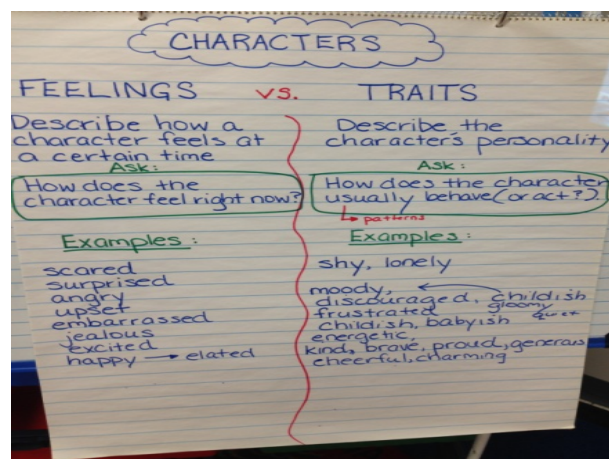 CHARACTERS
FEELINGS vs. TRAITS
Describe how a
character feels at
a certain time
Ask:
How does the
character feel right now?
Examples:
scared
surprised
angry
upset
embarrassed
jealous
excited
happy → elated
Describe the
character's personality
Ask:
How does the character
usually behave (or act?)
patterns
Examples:
shy, lonely
moody,
discouraged, childish
gloomy
frustrated quiet
childish, babyish
energetic,
kind, brave, proud, generous
cheerful, charming